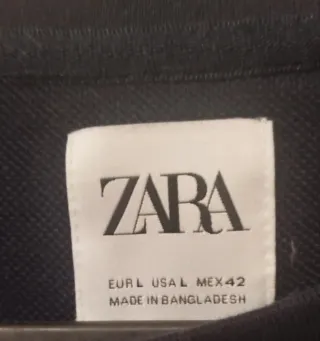 ZARA
EUR L USA L MEX 42
MADE IN BANGLADESH